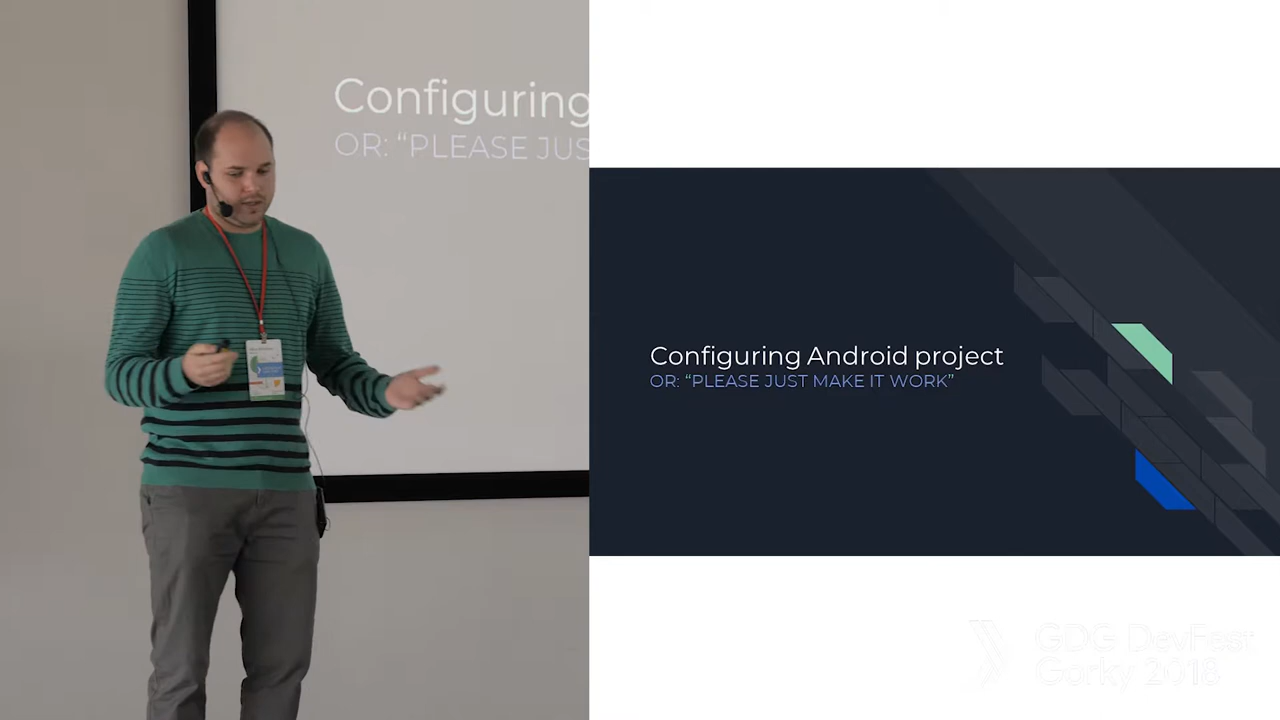 Configuring
OR: “PLEASE JUS
Configuring Android project
OR: “PLEASE JUST MAKE IT WORK”
GDG DevFest
Gorky 2018